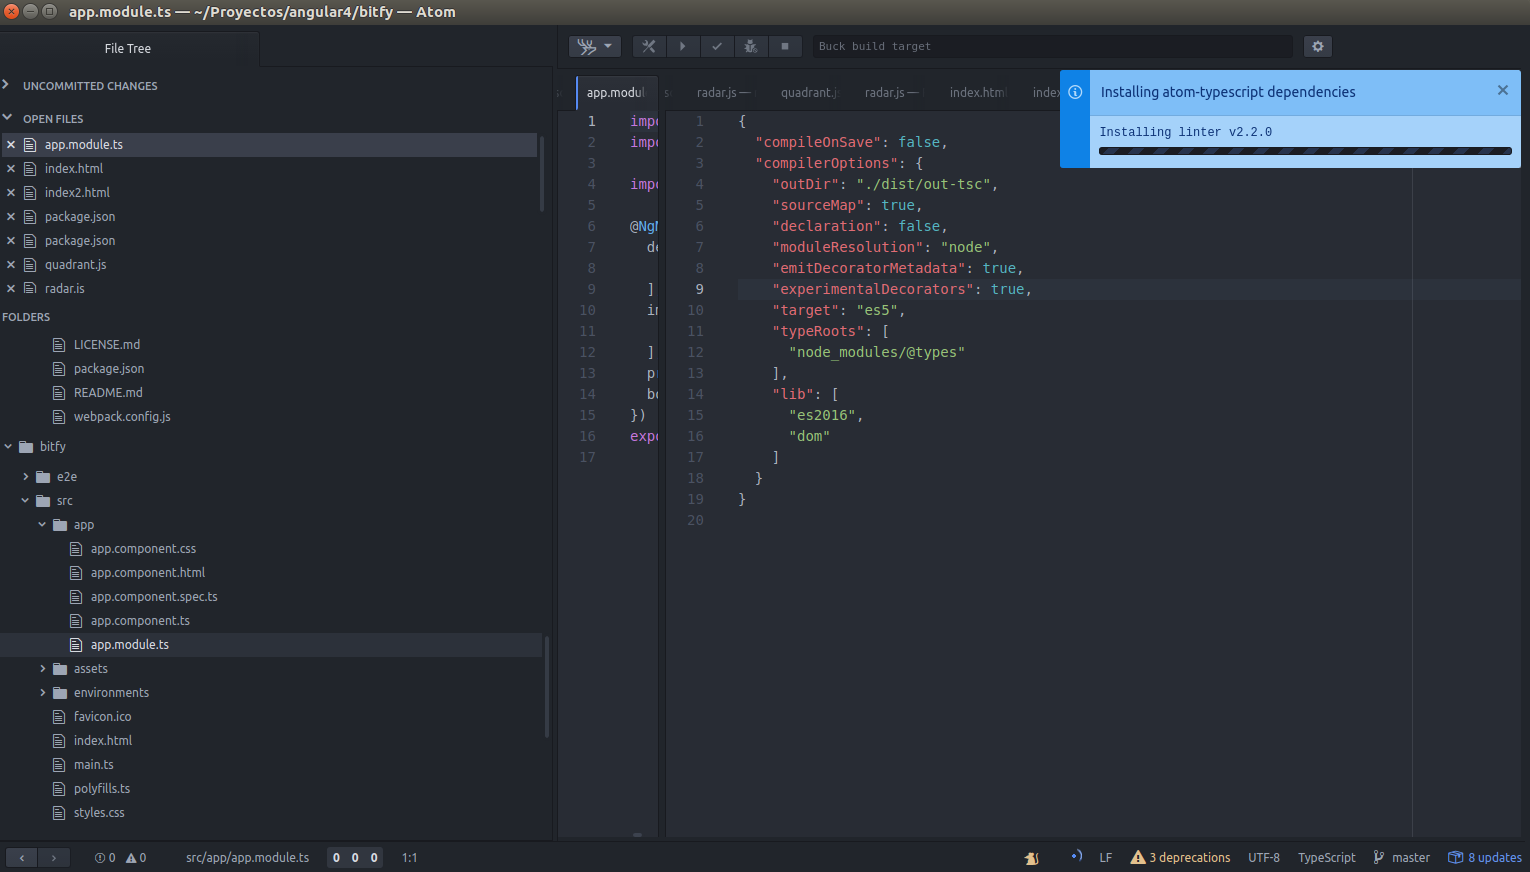 app.module.ts — ~/Proyectos/angular4/bitfy — Atom
File Tree
UNCOMMITTED CHANGES
OPEN FILES
app.module.ts
index.html
index2.html
package.json
package.json
quadrant.js
radar.js
FOLDERS
LICENSE.md
package.json
README.md
webpack.config.js
bitfy
e2e
src
app
app.component.css
app.component.html
app.component.spec.ts
app.component.ts
app.module.ts
assets
environments
favicon.ico
index.html
main.ts
polyfills.ts
styles.css
Buck build target
app.modul
radar.js —
quadrant.j
radar.js —
index.html
index
1 impo
2 impo
3
4 impo
5
6 @NgM
7 de
8
9 ]
10 im
11
12 ]
13 p
14 bo
15 })
16 expo
17
1 {
2 "compileOnSave": false,
3 "compilerOptions": {
4 "outDir": "./dist/out-tsc",
5 "sourceMap": true,
6 "declaration": false,
7 "moduleResolution": "node",
8 "emitDecoratorMetadata": true,
9 "experimentalDecorators": true,
10 "target": "es5",
11 "typeRoots": [
12 "node_modules/@types"
13 ],
14 "lib": [
15 "es2016",
16 "dom"
17 ]
18 }
19 }
20
Installing atom-typescript dependencies
Installing linter v2.2.0
0 0 src/app/app.module.ts 0 0 0 1:1
LF 3 deprecations UTF-8 TypeScript master 8 updates